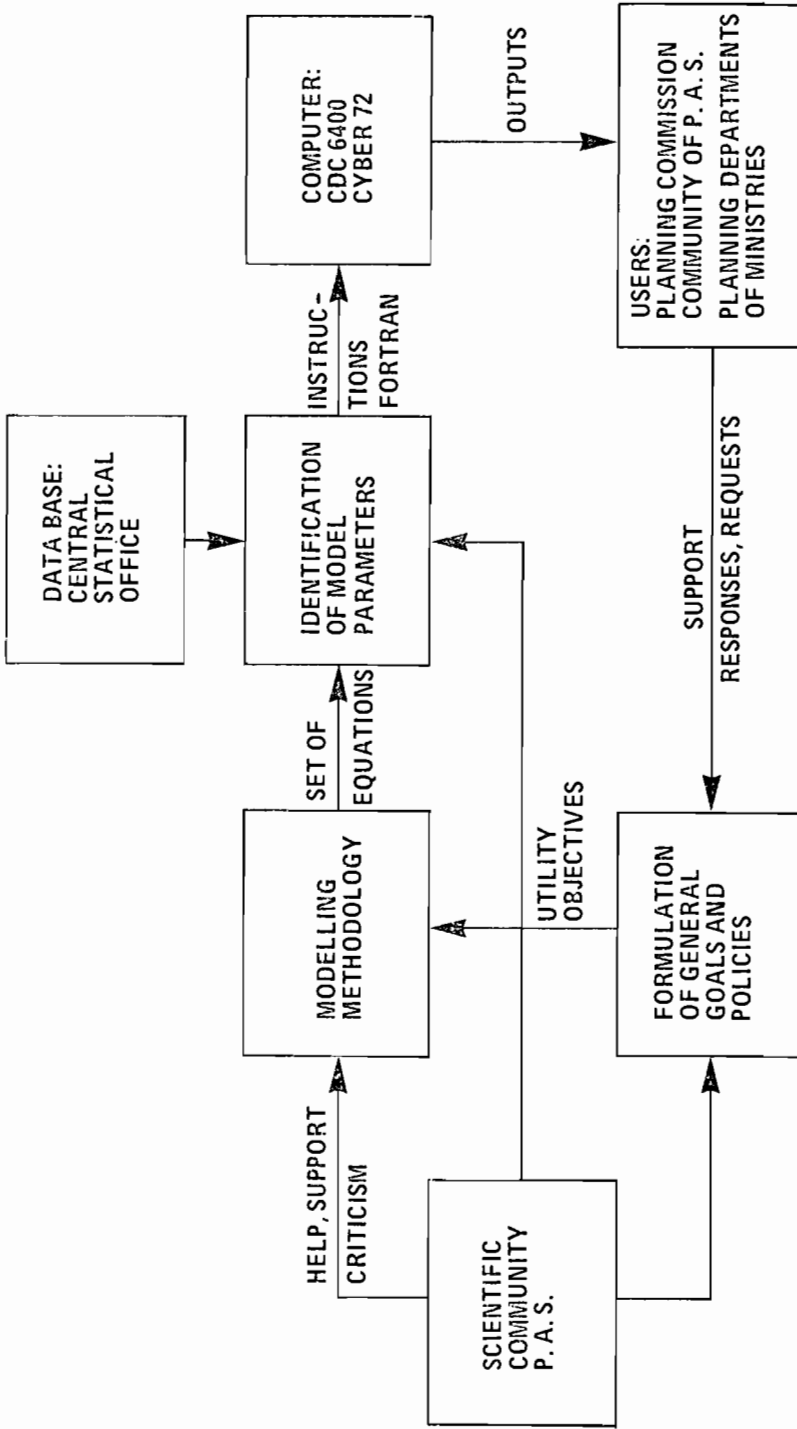 DATA BASE:
CENTRAL
STATISTICAL
OFFICE
HELP, SUPPORT
CRITICISM
MODELLING
METHODOLOGY
SET OF
EQUATIONS
IDENTIFICATION
OF MODEL
PARAMETERS
INSTRUC-
TIONS
FORTRAN
COMPUTER:
CDC 6400
CYBER 72
SCIENTIFIC
COMMUNITY
P. A. S.
UTILITY
OBJECTIVES
OUTPUTS
FORMULATION
OF GENERAL
GOALS AND
POLICIES
SUPPORT
RESPONSES, REQUESTS
USERS:
PLANNING COMMISSION
COMMUNITY OF P. A. S.
PLANNING DEPARTMENTS
OF MINISTRIES